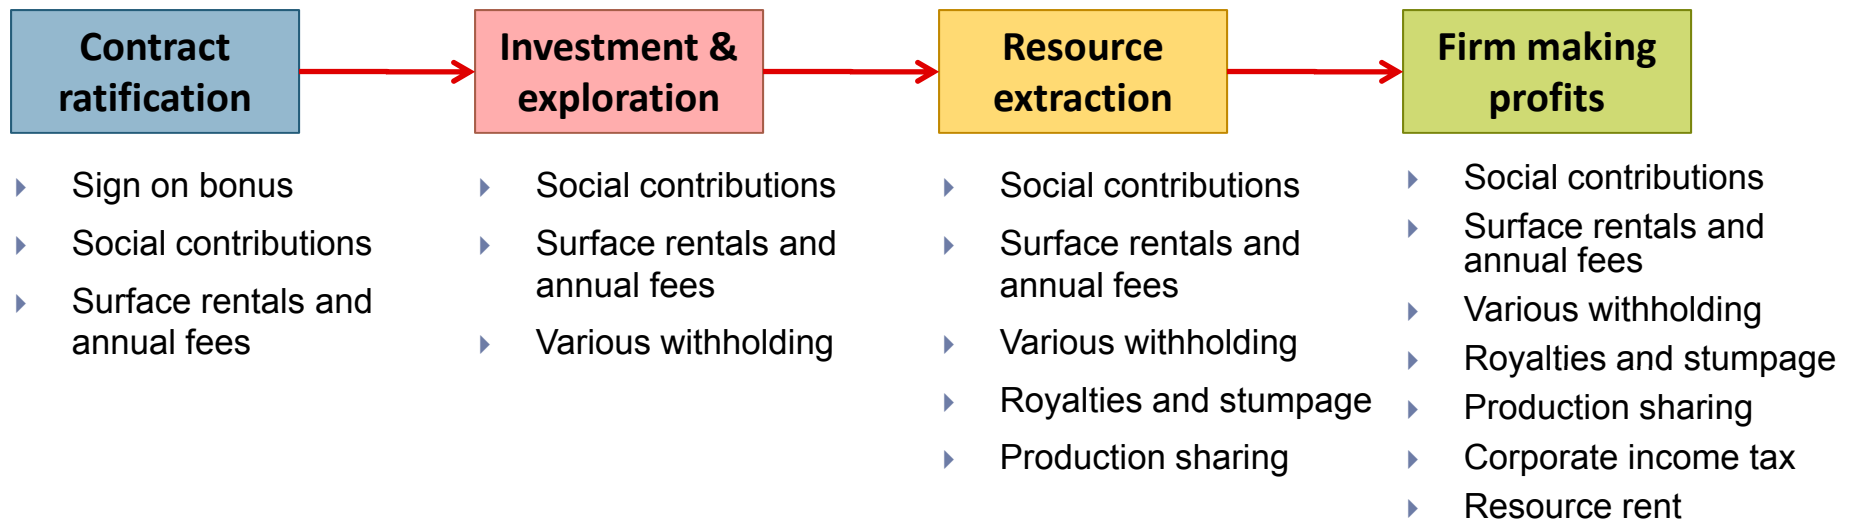 Contract
ratification
Investment &
exploration
Resource
extraction
Firm making
profits
Sign on bonus
Social contributions
Surface rentals and
annual fees
Social contributions
Surface rentals and
annual fees
Various withholding
Social contributions
Surface rentals and
annual fees
Various withholding
Royalties and stumpage
Production sharing
Social contributions
Surface rentals and
annual fees
Various withholding
Royalties and stumpage
Production sharing
Corporate income tax
Resource rent